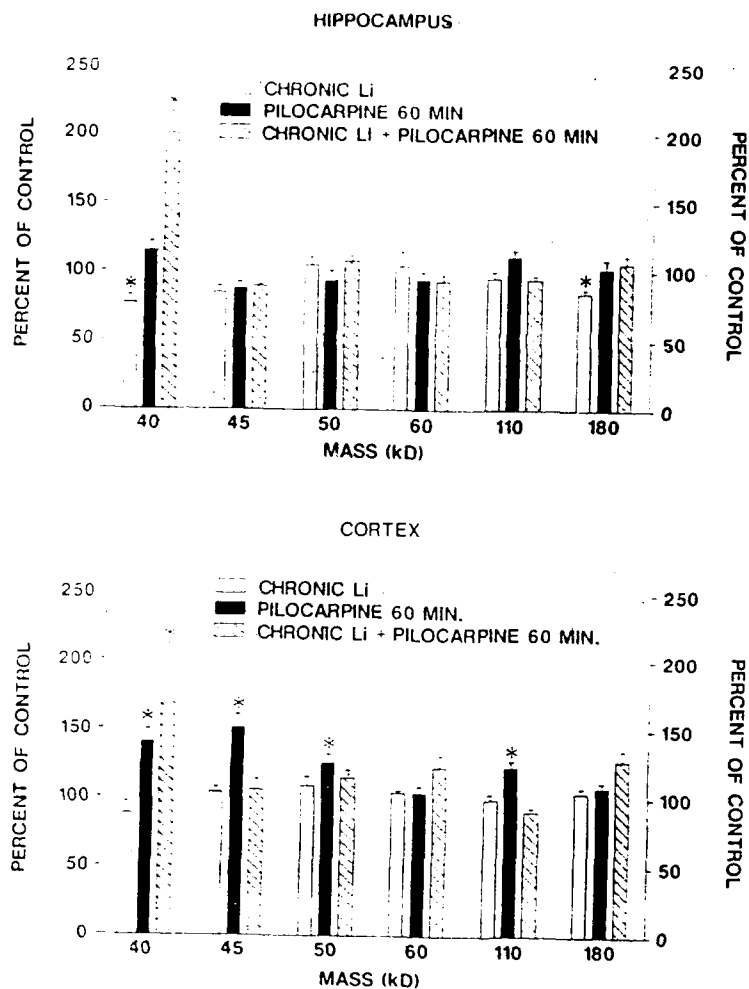 HIPPOCAMPUS
PERCENT OF CONTROL
250
200
150
100
50
0
CHRONIC Li
PILOCARPINE 60 MIN
CHRONIC Li + PILOCARPINE 60 MIN
*
*
250
200
150
100
50
0
PERCENT OF CONTROL
40 45 50 60 110 180
MASS (kD)
CORTEX
PERCENT OF CONTROL
250
200
150
100
50
0
CHRONIC Li
PILOCARPINE 60 MIN.
CHRONIC Li + PILOCARPINE 60 MIN.
* * * *
250
200
150
100
50
0
PERCENT OF CONTROL
40 45 50 60 110 180
MASS (kD)